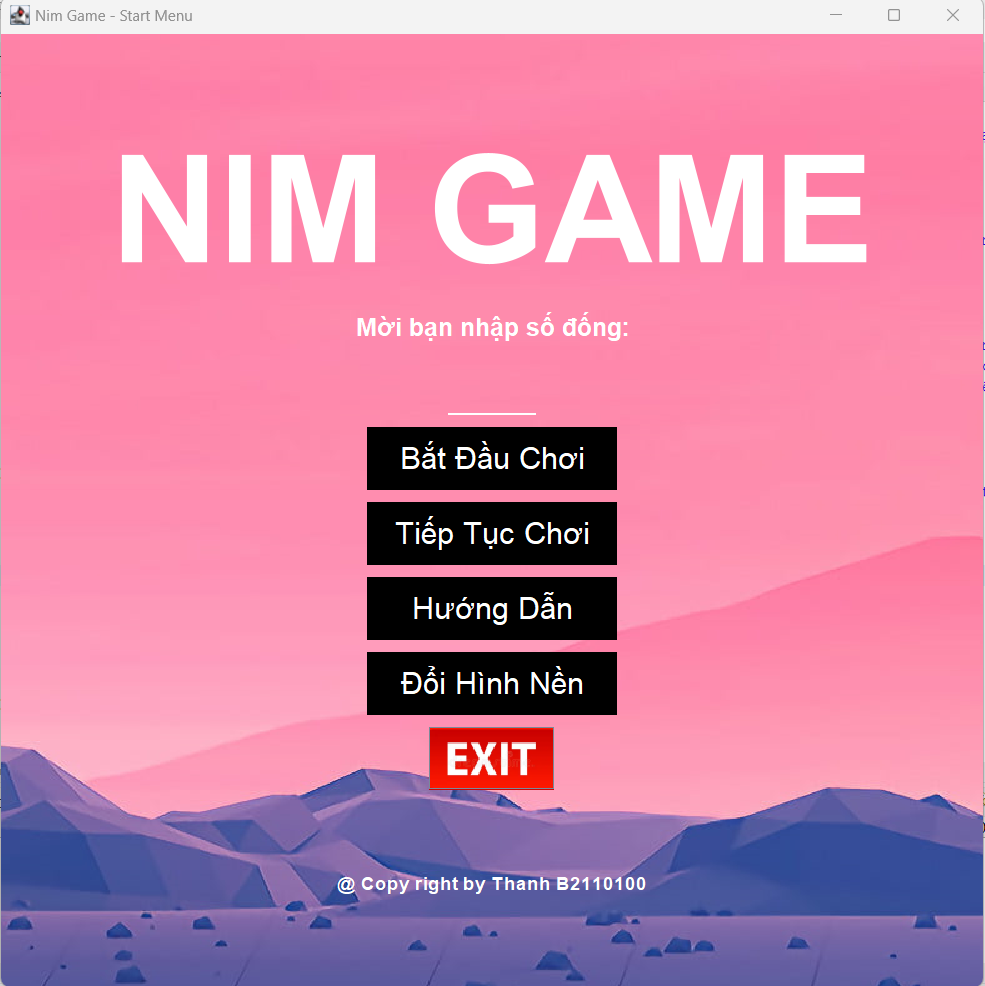 Nim Game - Start Menu
NIM GAME
Mời bạn nhập số đống:
Bắt Đầu Chơi
Tiếp Tục Chơi
Hướng Dẫn
Đổi Hình Nền
EXIT
@ Copy right by Thanh B2110100